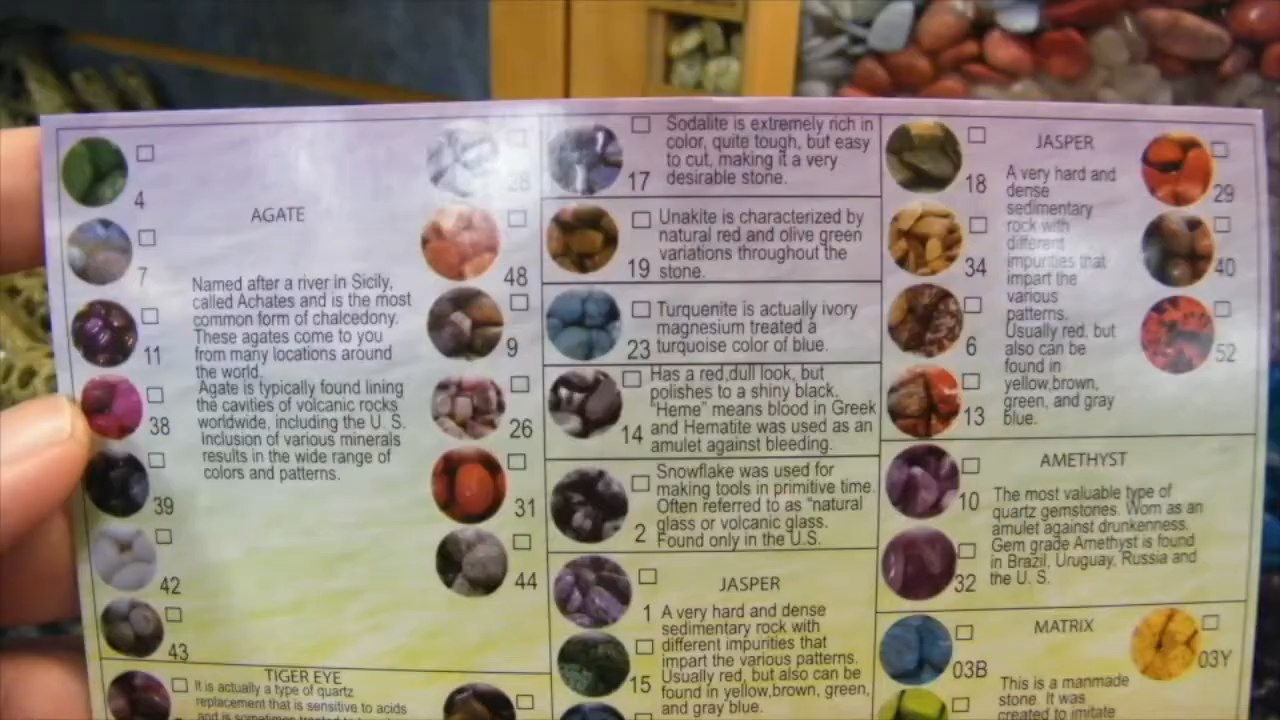 4
7
11
38
39
42
43
AGATE
Named after a river in Sicily,
called Achates and is the most
common form of chalcedony.
These agates come to you
from many locations around
the world.
Agate is typically found lining
the cavities of volcanic rocks
worldwide, including the U. S.
Inclusion of various minerals
results in the wide range of
colors and patterns.
48
9
26
31
44
TIGER EYE
It is actually a type of quartz
replacement that is sensitive to acids
and is sometimes treated to
17
Sodalite is extremely rich in
color, quite tough, but easy
to cut, making it a very
desirable stone.
19
Unakite is characterized by
natural red and olive green
variations throughout the
stone.
23
Turquenite is actually ivory
magnesium treated a
turquoise color of blue.
14
Has a red,dull look, but
polishes to a shiny black.
"Heme" means blood in Greek
and Hematite was used as an
amulet against bleeding.
2
Snowflake was used for
making tools in primitive time.
Often referred to as "natural
glass or volcanic glass.
Found only in the U.S.
JASPER
1
15
A very hard and dense
sedimentary rock with
different impurities that
impart the various patterns.
Usually red, but also can be
found in yellow,brown, green,
and gray blue.
18
34
6
13
JASPER
A very hard and
dense
sedimentary
rock with
different
impurities that
impart the
various
patterns.
Usually red, but
also can be
found in
yellow,brown,
green, and gray
blue.
29
40
52
10
32
AMETHYST
The most valuable type of
quartz gemstones. Worn as an
amulet against drunkenness.
Gem grade Amethyst is found
in Brazil, Uruguay, Russia and
the U. S.
03B
MATRIX
03Y
This is a manmade
stone. It was
created to imitate